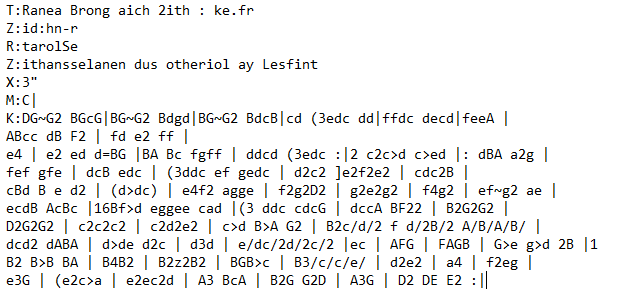 T:Ranea Brong aich 2ith : ke.fr
Z:id:hn-r
R:tarolSe
Z:ithansselanen dus otheriol ay Lesfint
X:3"
M:C|
K:DG~G2 BGcG|BG~G2 Bdgd|BG~G2 BdcB|cd (3edc dd|ffdc decd|feeA |
ABcc dB F2 | fd e2 ff |
e4 | e2 ed d=BG |BA Bc fgff | ddcd (3edc :|2 c2c>d c>ed |: dBA a2g |
fef gfe | dcB edc | (3ddc ef gedc | d2c2 ]e2f2e2 | cdc2B |
cBd B e d2 | (d>dc) | e4f2 agge | f2g2D2 | g2e2g2 | f4g2 | ef~g2 ae |
ecdB AcBc |16Bf>d eggee cad |(3 ddc cdcG | dccA BF22 | B2G2G2 |
D2G2G2 | c2c2c2 | c2d2e2 | c>d B>A G2 | B2c/d/2 f d/2B/2 A/B/A/B/ |
dcd2 dABA | d>de d2c | d3d | e/dc/2d/2c/2 |ec | AFG | FAGB | G>e g>d 2B |1
B2 B>B BA | B4B2 | B2z2B2 | BGB>c | B3/c/c/e/ | d2e2 | a4 | f2eg |
e3G | (e2c>a | e2ec2d | A3 BcA | B2G G2D | A3G | D2 DE E2 :|